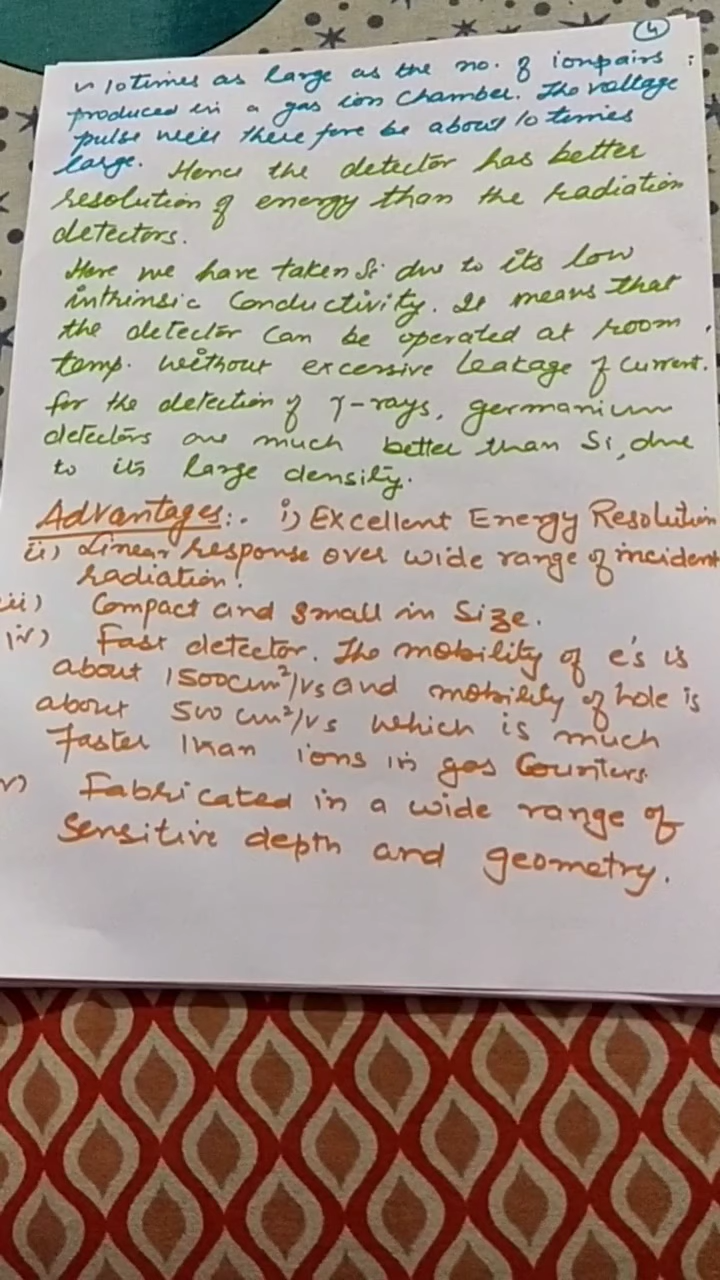 4
~ 10 times as large as the no. of ionpairs
produced in a gas ion chamber. The voltage
pulse will there fore be about 10 times
large. Hence the detector has better
resolution of energy than the radiation
detectors.
Here we have taken Si due to its low
inthrinsic Conductivity. It means that
the detector can be operated at room
temp. without excessive leakage of current.
for the detection of γ-rays, germanium
detectors are much better than Si, due
to its large density.
Advantages:. i) Excellent Energy Resolution
ii) Linear response over wide range of incident
radiation.
iii) Compact and small in size.
iv) Fast detector. The mobility of e's is
about 1500cm²/vs and mobility of hole is
about 500 cm²/vs which is much
faster than ions in gas Counters.
v) Fabricated in a wide range of
sensitive depth and geometry.